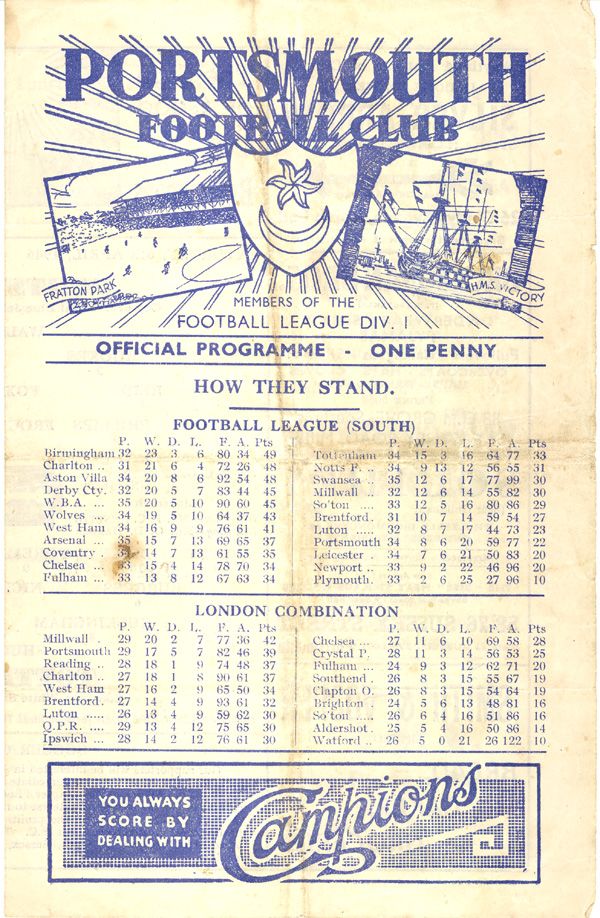 PORTSMOUTH
FOOTBALL CLUB
FRATTON PARK
H.M.S. VICTORY
MEMBERS OF THE
FOOTBALL LEAGUE DIV. 1
OFFICIAL PROGRAMME - ONE PENNY
HOW THEY STAND.
FOOTBALL LEAGUE (SOUTH)
P. W. D. L. F. A. Pts
Birmingham 32 23 3 6 80 34 49
Charlton .. 31 21 6 4 72 26 48
Aston Villa 34 20 8 6 92 54 48
Derby Cty. 32 20 5 7 83 44 45
W.B.A. ... 35 20 5 10 90 60 45
Wolves ... 34 19 5 10 64 37 43
West Ham 34 16 9 9 76 61 41
Arsenal ... 35 15 7 13 69 65 37
Coventry . 34 14 7 13 61 55 35
Chelsea ... 33 15 4 14 78 70 34
Fulham ... 33 13 8 12 67 63 34
P. W. D. L. F. A. Pts
Tottenham 34 15 3 16 64 77 33
Notts F. .. 34 9 13 12 56 55 31
Swansea .. 35 12 6 17 77 99 30
Millwall .. 32 12 6 14 55 82 30
So'ton .... 33 12 5 16 80 86 29
Brentford. 31 10 7 14 59 54 27
Luton ..... 32 8 7 17 44 73 23
Portsmouth 34 8 6 20 59 77 22
Leicester .. 34 7 6 21 50 83 20
Newport .. 33 9 2 22 46 96 20
Plymouth. 33 2 6 25 27 96 10
LONDON COMBINATION
P. W. D. L. F. A. Pts
Millwall . 29 20 2 7 77 36 42
Portsmouth 29 17 5 7 82 46 39
Reading .. 28 18 1 9 74 48 37
Charlton .. 27 18 1 8 90 61 37
West Ham 27 16 2 9 65 50 34
Brentford. 27 14 4 9 93 61 32
Luton ..... 26 13 4 9 59 62 30
Q.P.R. .... 29 13 4 12 75 65 30
Ipswich ... 28 14 2 12 76 61 30
P. W. D. L. F. A. Pts
Chelsea ... 27 11 6 10 69 58 28
Crystal P. 28 11 3 14 56 53 25
Fulham ... 24 9 3 12 62 71 20
Southend . 26 8 3 15 55 67 19
Clapton O. 26 8 3 15 54 64 19
Brighton . 24 5 6 13 48 81 16
So'ton .... 26 6 4 16 51 86 16
Aldershot. 25 5 4 16 50 86 14
Watford .. 26 5 0 21 26 122 10
YOU ALWAYS
SCORE BY
DEALING WITH
Campions